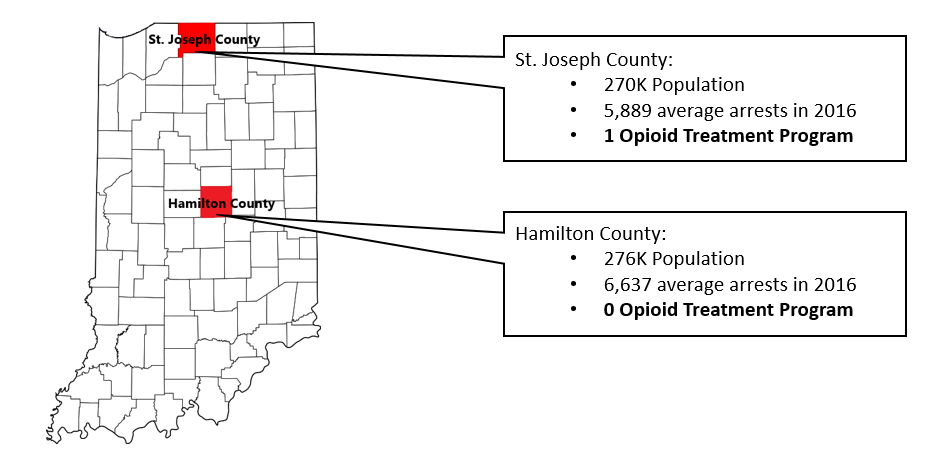 St. Joseph County
St. Joseph County:
• 270K Population
• 5,889 average arrests in 2016
• 1 Opioid Treatment Program
Hamilton County
Hamilton County:
• 276K Population
• 6,637 average arrests in 2016
• 0 Opioid Treatment Program